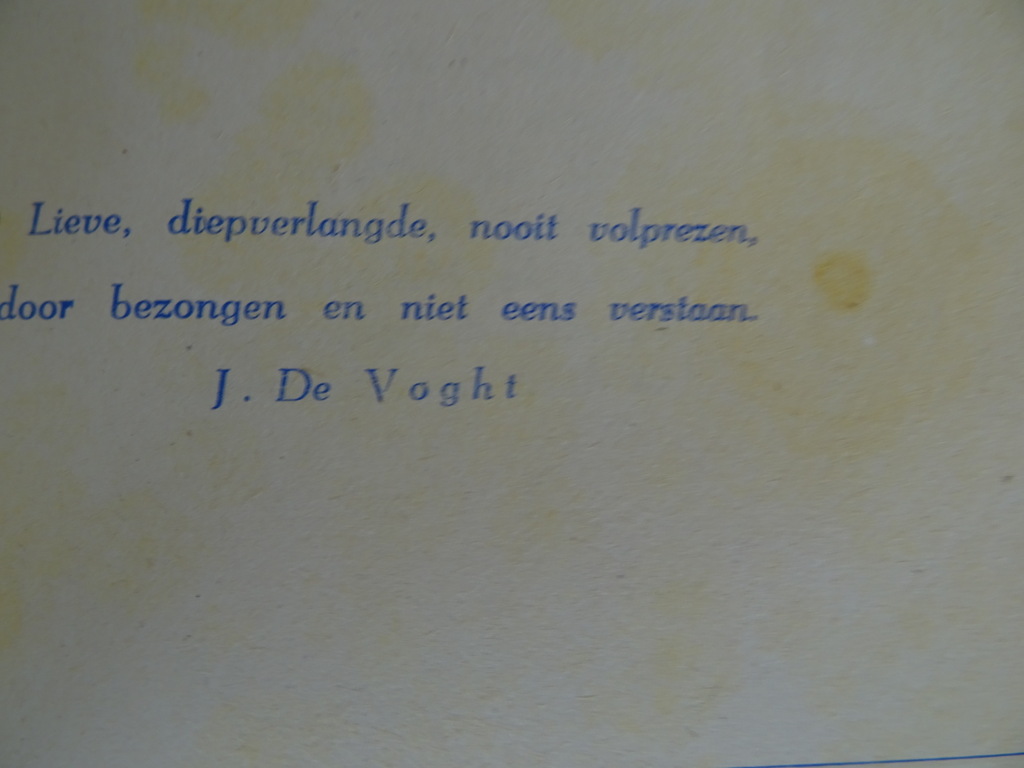 Lieve, diepverlangde, nooit volprezen,
door bezongen en niet eens verstaan.
J. De Voght